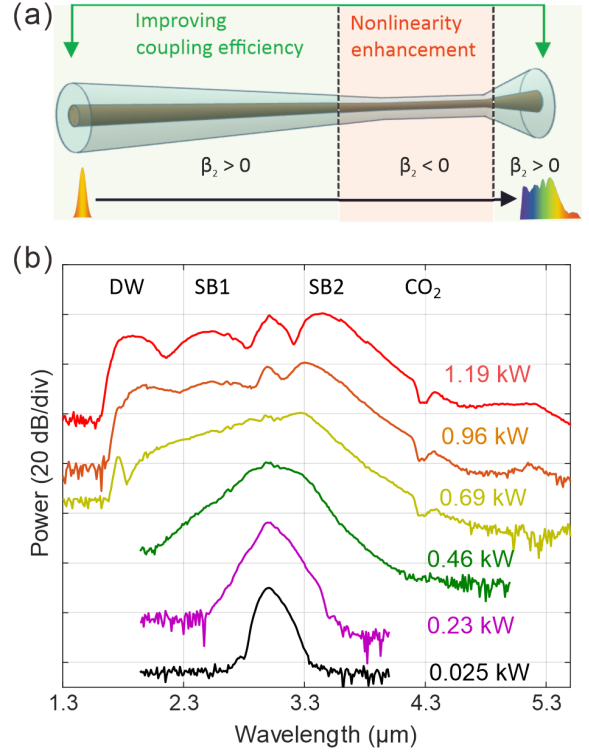 (a)
Improving
coupling efficiency
Nonlinearity
enhancement
β₂ > 0
β₂ < 0
β₂ > 0
(b)
DW
SB1
SB2
CO₂
1.19 kW
0.96 kW
0.69 kW
0.46 kW
0.23 kW
0.025 kW
Power (20 dB/div)
1.3
2.3
3.3
4.3
5.3
Wavelength (μm)